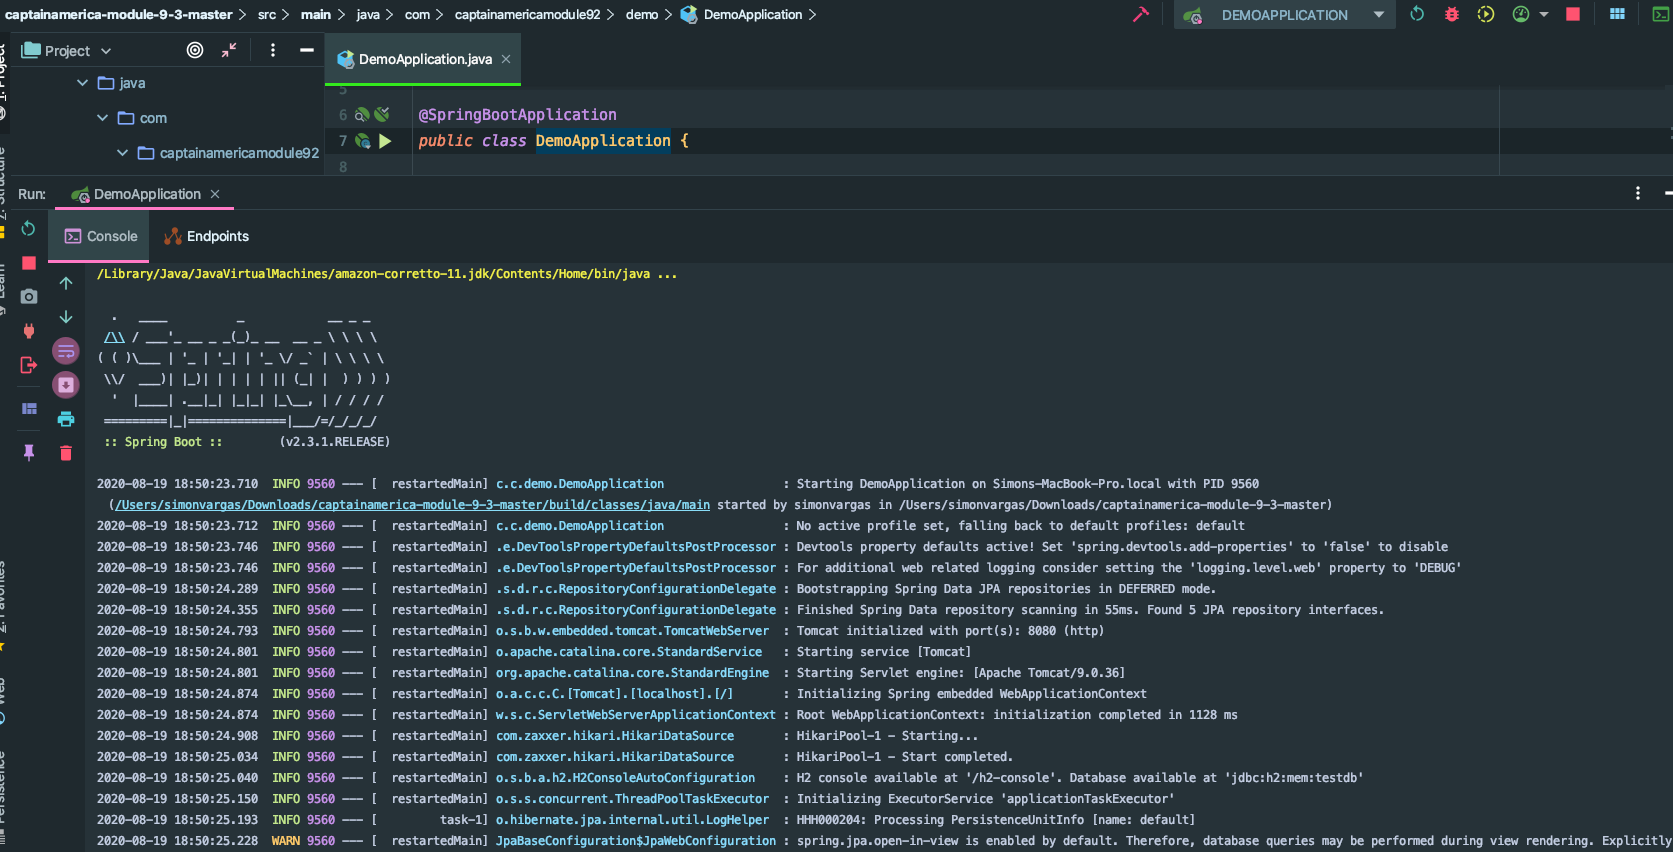 captainamerica-module-9-3-master > src > main > java > com > captainamericamodule92 > demo > DemoApplication >
DEMOAPPLICATION
Project
DemoApplication.java ×
java
com
captainamericamodule92
5
6 @SpringBootApplication
7 public class DemoApplication {
8
Run: DemoApplication ×
Console Endpoints
/Library/Java/JavaVirtualMachines/amazon-corretto-11.jdk/Contents/Home/bin/java ...
  .   ____          _            __ _ _
 /\\ / ___'_ __ _ _(_)_ __  __ _ \ \ \ \
( ( )\___ | '_ | '_| | '_ \/ _` | \ \ \ \
 \\/  ___)| |_)| | | | | || (_| |  ) ) ) )
  '  |____| .__|_| |_|_| |_\__, | / / / /
 =========|_|==============|___/=/_/_/_/
 :: Spring Boot ::        (v2.3.1.RELEASE)
2020-08-19 18:50:23.710  INFO 9560 --- [  restartedMain] c.c.demo.DemoApplication                 : Starting DemoApplication on Simons-MacBook-Pro.local with PID 9560
(/Users/simonvargas/Downloads/captainamerica-module-9-3-master/build/classes/java/main started by simonvargas in /Users/simonvargas/Downloads/captainamerica-module-9-3-master)
2020-08-19 18:50:23.712  INFO 9560 --- [  restartedMain] c.c.demo.DemoApplication                 : No active profile set, falling back to default profiles: default
2020-08-19 18:50:23.746  INFO 9560 --- [  restartedMain] .e.DevToolsPropertyDefaultsPostProcessor : Devtools property defaults active! Set 'spring.devtools.add-properties' to 'false' to disable
2020-08-19 18:50:23.746  INFO 9560 --- [  restartedMain] .e.DevToolsPropertyDefaultsPostProcessor : For additional web related logging consider setting the 'logging.level.web' property to 'DEBUG'
2020-08-19 18:50:24.289  INFO 9560 --- [  restartedMain] .s.d.r.c.RepositoryConfigurationDelegate : Bootstrapping Spring Data JPA repositories in DEFERRED mode.
2020-08-19 18:50:24.355  INFO 9560 --- [  restartedMain] .s.d.r.c.RepositoryConfigurationDelegate : Finished Spring Data repository scanning in 55ms. Found 5 JPA repository interfaces.
2020-08-19 18:50:24.793  INFO 9560 --- [  restartedMain] o.s.b.w.embedded.tomcat.TomcatWebServer  : Tomcat initialized with port(s): 8080 (http)
2020-08-19 18:50:24.801  INFO 9560 --- [  restartedMain] o.apache.catalina.core.StandardService   : Starting service [Tomcat]
2020-08-19 18:50:24.801  INFO 9560 --- [  restartedMain] org.apache.catalina.core.StandardEngine  : Starting Servlet engine: [Apache Tomcat/9.0.36]
2020-08-19 18:50:24.874  INFO 9560 --- [  restartedMain] o.a.c.c.C.[Tomcat].[localhost].[/]       : Initializing Spring embedded WebApplicationContext
2020-08-19 18:50:24.874  INFO 9560 --- [  restartedMain] w.s.c.ServletWebServerApplicationContext : Root WebApplicationContext: initialization completed in 1128 ms
2020-08-19 18:50:24.908  INFO 9560 --- [  restartedMain] com.zaxxer.hikari.HikariDataSource       : HikariPool-1 - Starting...
2020-08-19 18:50:25.034  INFO 9560 --- [  restartedMain] com.zaxxer.hikari.HikariDataSource       : HikariPool-1 - Start completed.
2020-08-19 18:50:25.040  INFO 9560 --- [  restartedMain] o.s.b.a.h2.H2ConsoleAutoConfiguration    : H2 console available at '/h2-console'. Database available at 'jdbc:h2:mem:testdb'
2020-08-19 18:50:25.150  INFO 9560 --- [  restartedMain] o.s.s.concurrent.ThreadPoolTaskExecutor  : Initializing ExecutorService 'applicationTaskExecutor'
2020-08-19 18:50:25.193  INFO 9560 --- [         task-1] o.hibernate.jpa.internal.util.LogHelper  : HHH000204: Processing PersistenceUnitInfo [name: default]
2020-08-19 18:50:25.228  WARN 9560 --- [  restartedMain] JpaBaseConfiguration$JpaWebConfiguration : spring.jpa.open-in-view is enabled by default. Therefore, database queries may be performed during view rendering. Explicitly